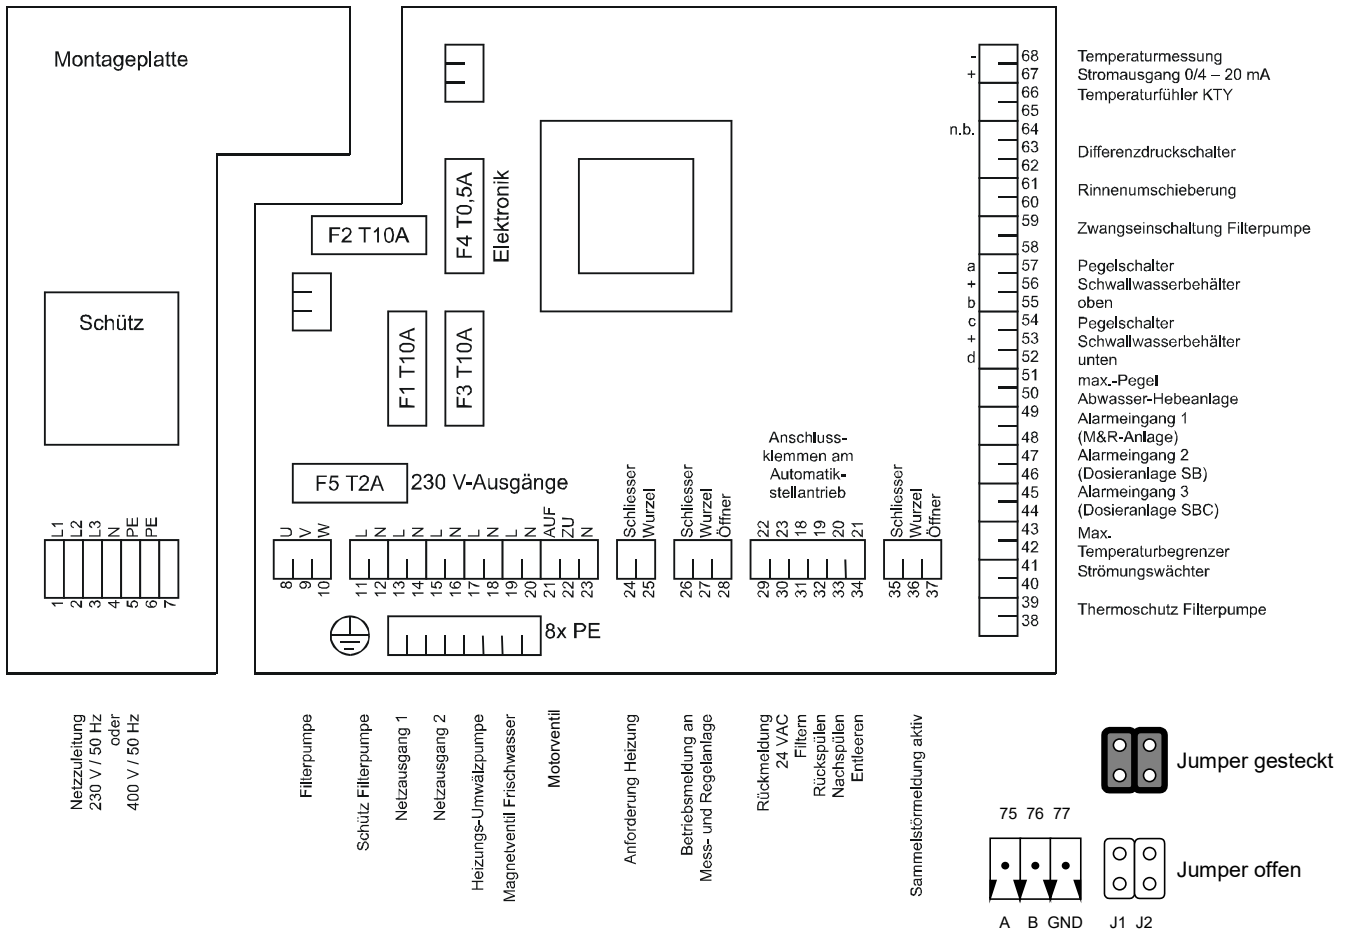 Montageplatte
Schütz
L1
L2
L3
N
PE
PE
1
2
3
4
5
6
7
Netzzuleitung
230 V / 50 Hz
oder
400 V / 50 Hz
F2 T10A
F4 T0,5A
Elektronik
F1 T10A
F3 T10A
F5 T2A
230 V-Ausgänge
U
V
W
L
N
L
N
L
N
L
N
L
N
AUF
ZU
N
8
9
10
11
12
13
14
15
16
17
18
19
20
21
22
23
8x PE
Schliesser
Wurzel
24
25
Schliesser
Wurzel
Öffner
26
27
28
Anschluss-
klemmen am
Automatik-
stellantrieb
22
23
18
19
20
21
29
30
31
32
33
34
Schliesser
Wurzel
Öffner
35
36
37
Filterpumpe
Schütz Filterpumpe
Netzausgang 1
Netzausgang 2
Heizungs-Umwälzpumpe
Magnetventil Frischwasser
Motorventil
Anforderung Heizung
Betriebsmeldung an
Mess- und Regelanlage
Rückmeldung
24 VAC
Filtern
Rückspülen
Nachspülen
Entleeren
Sammelstörmeldung aktiv
- 68 Temperaturmessung
+ 67 Stromausgang 0/4 – 20 mA
66 Temperaturfühler KTY
65
n.b. 64
63
Differenzdruckschalter
62
61
Rinnenumschieberung
60
59
Zwangseinschaltung Filterpumpe
58
a 57 Pegelschalter
+ 56 Schwallwasserbehälter
b 55 oben
c 54 Pegelschalter
+ 53 Schwallwasserbehälter
d 52 unten
51 max.-Pegel
50 Abwasser-Hebeanlage
49 Alarmeingang 1
48 (M&R-Anlage)
47 Alarmeingang 2
46 (Dosieranlage SB)
45 Alarmeingang 3
44 (Dosieranlage SBC)
43 Max.
42 Temperaturbegrenzer
41 Strömungswächter
40
39 Thermoschutz Filterpumpe
38
Jumper gesteckt
75 76 77
Jumper offen
A B GND J1 J2